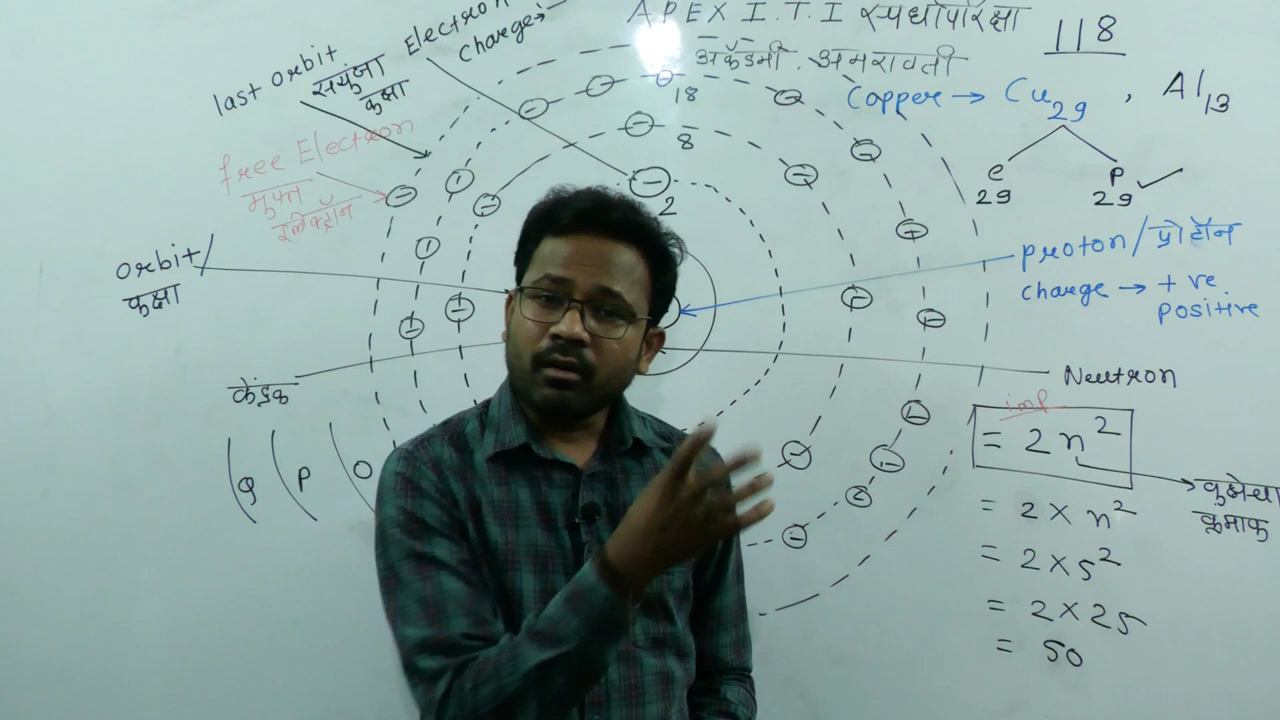 APEX I.T.I स्पर्धापरिक्षा
अकॅडमी, अमरावती
118
Electron
charge→
last orbit
संयुंजा
कक्षा
free Electron
मुक्त
इलेक्ट्रॉन
18
8
2
Copper → Cu29 , Al13
e P
29 29
orbit/
कक्षा
proton/प्रोटॉन
charge → + ve.
positive
केंद्रक
Neutron
Q P O
imp
= 2n²
कक्षेचा
क्रमांक
= 2 × n²
= 2 × 5²
= 2 × 25
= 50